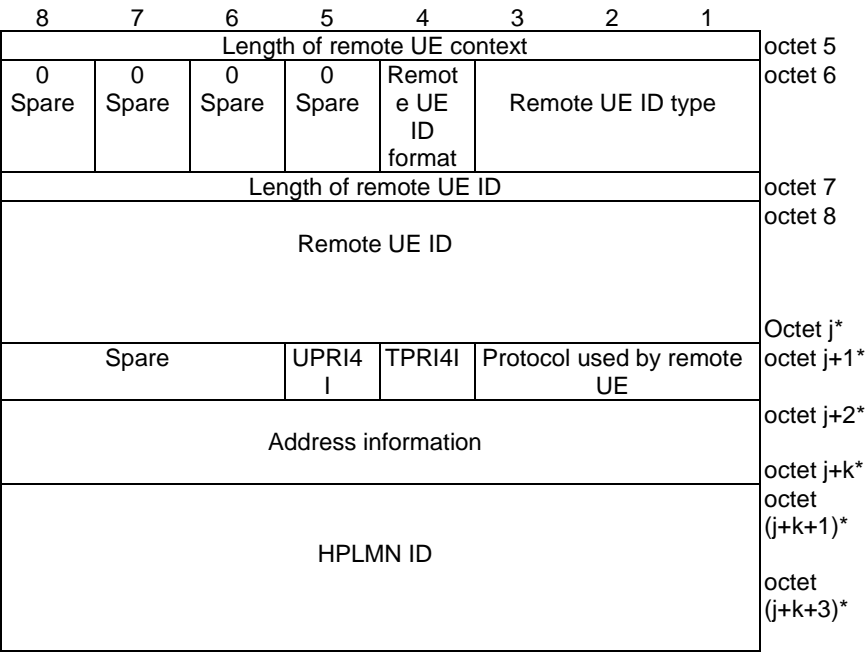 8 7 6 5 4 3 2 1
Length of remote UE context octet 5
0 0 0 0 Remot octet 6
Spare Spare Spare Spare e UE Remote UE ID type
ID
format
Length of remote UE ID octet 7
octet 8
Remote UE ID
Octet j*
Spare UPRI4 TPRI4I Protocol used by remote octet j+1*
I UE
octet j+2*
Address information
octet j+k*
octet
(j+k+1)*
HPLMN ID
octet
(j+k+3)*